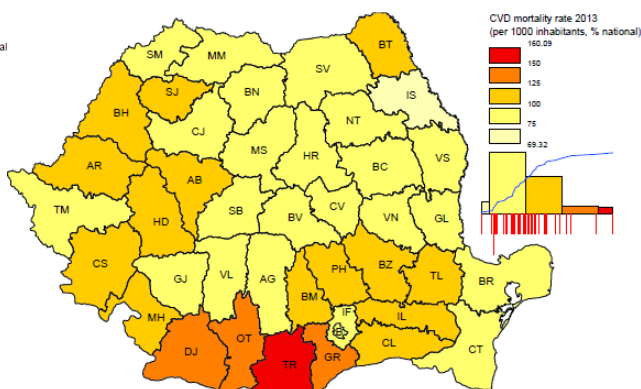 al
CVD mortality rate 2013
(per 1000 inhabitants, % national)
160.09
150
125
100
75
69.32
SM
MM
SV
BT
BH
SJ
BN
IS
CJ
NT
MS
HR
BC
VS
AR
AB
TM
HD
SB
BV
CV
VN
GL
CS
GJ
VL
AG
PH
BZ
TL
BR
MH
BM
IF
B
IL
DJ
OT
TR
GR
CL
CT